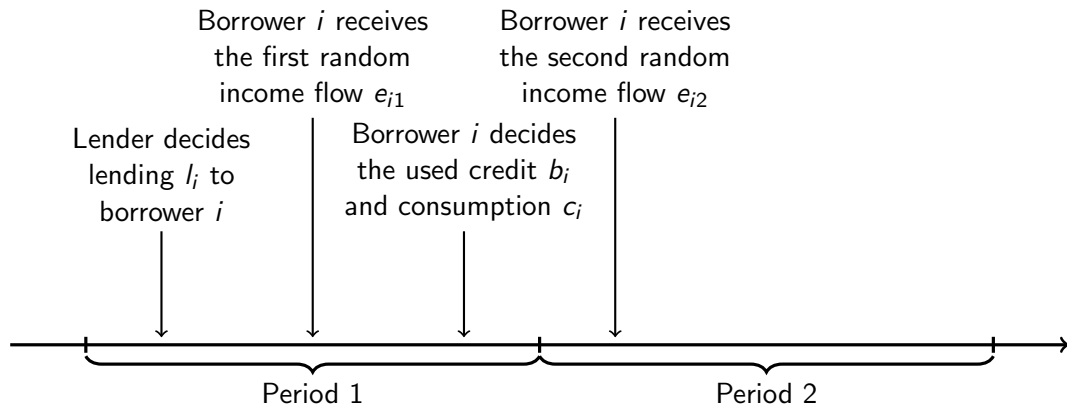 Borrower i receives
the first random
income flow e_{i1}
Borrower i receives
the second random
income flow e_{i2}
Lender decides
lending l_i to
borrower i
Borrower i decides
the used credit b_i
and consumption c_i
Period 1
Period 2